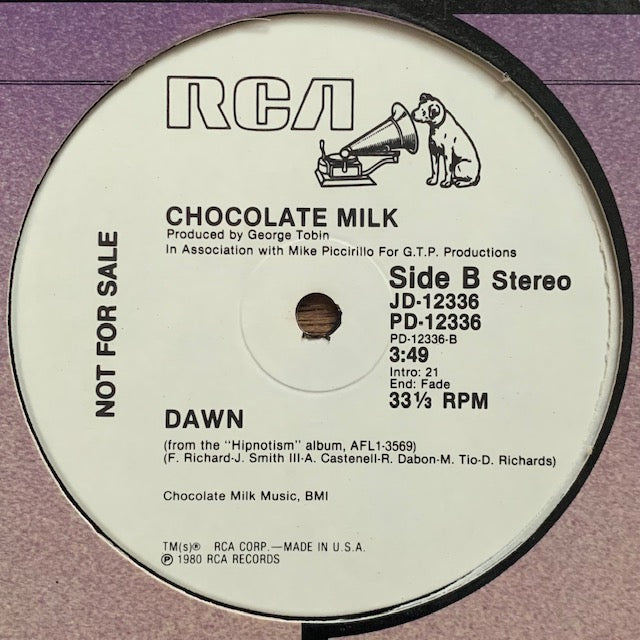 RCA
CHOCOLATE MILK
Produced by George Tobin
In Association with Mike Piccirillo For G.T.P. Productions
NOT FOR SALE
Side B Stereo
JD-12336
PD-12336
PD-12336-B
3:49
Intro: 21
End: Fade
33⅓ RPM
DAWN
(from the "Hipnotism" album, AFL1-3569)
(F. Richard-J. Smith III-A. Castenell-R. Dabon-M. Tio-D. Richards)
Chocolate Milk Music, BMI
TM(s)® RCA CORP.—MADE IN U.S.A.
℗ 1980 RCA RECORDS